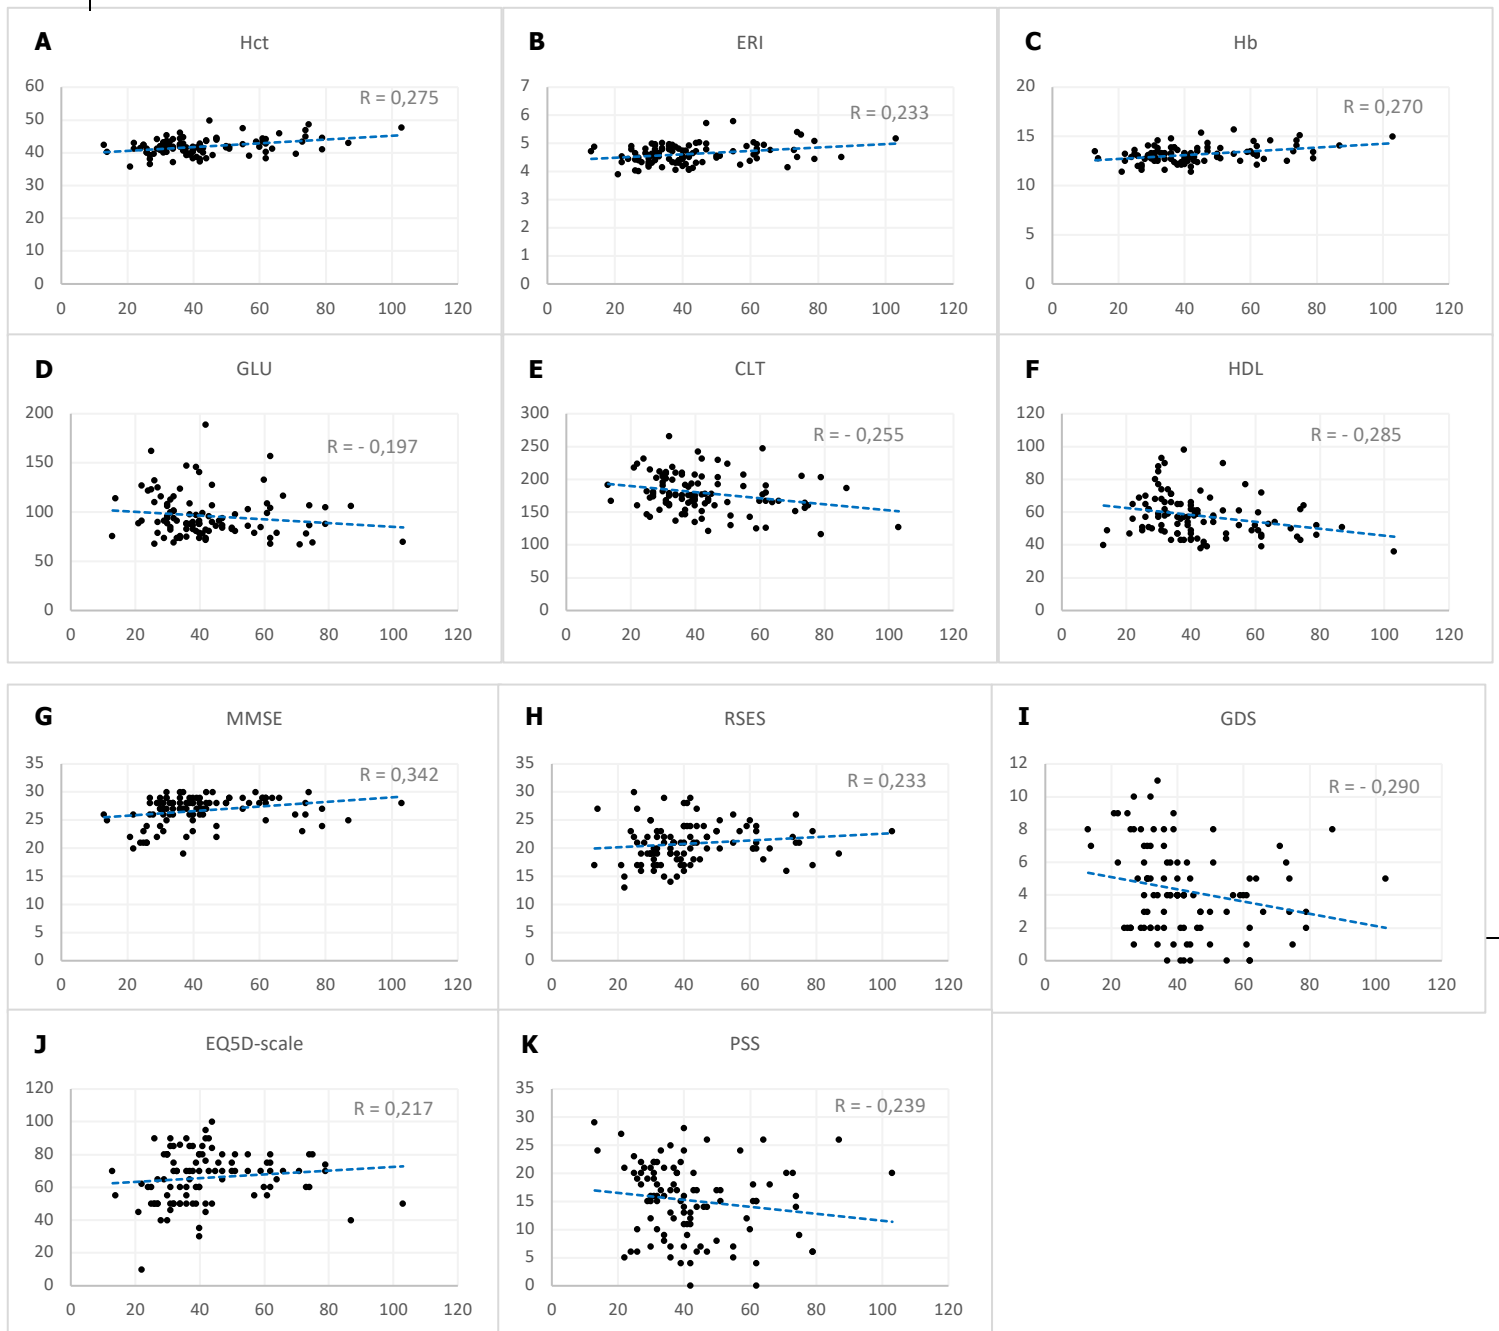 A Hct
R = 0,275
60
50
40
30
20
10
0
0 20 40 60 80 100 120
B ERI
R = 0,233
7
6
5
4
3
2
1
0
0 20 40 60 80 100 120
C Hb
R = 0,270
20
15
10
5
0
0 20 40 60 80 100 120
D GLU
R = - 0,197
200
150
100
50
0
0 20 40 60 80 100 120
E CLT
R = - 0,255
300
250
200
150
100
50
0
0 20 40 60 80 100 120
F HDL
R = - 0,285
120
100
80
60
40
20
0
0 20 40 60 80 100 120
G MMSE
R = 0,342
35
30
25
20
15
10
5
0
0 20 40 60 80 100 120
H RSES
R = 0,233
35
30
25
20
15
10
5
0
0 20 40 60 80 100 120
I GDS
R = - 0,290
12
10
8
6
4
2
0
0 20 40 60 80 100 120
J EQ5D-scale
R = 0,217
120
100
80
60
40
20
0
0 20 40 60 80 100 120
K PSS
R = - 0,239
35
30
25
20
15
10
5
0
0 20 40 60 80 100 120